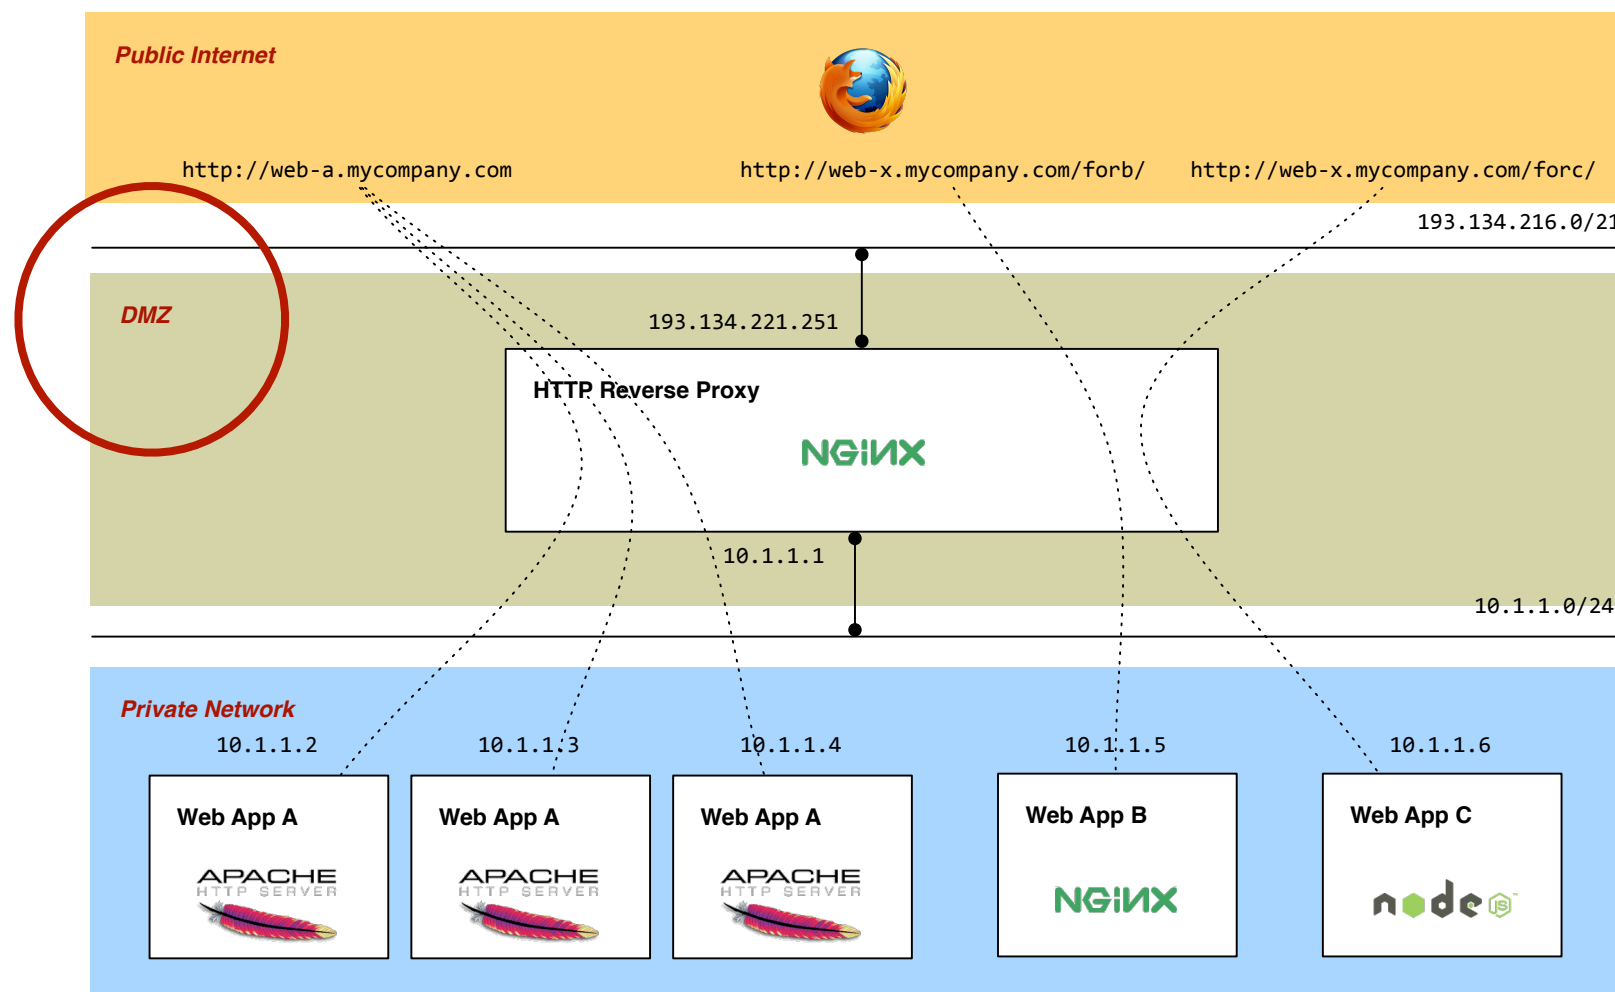 Public Internet
http://web-a.mycompany.com
http://web-x.mycompany.com/forb/
http://web-x.mycompany.com/forc/
193.134.216.0/21
DMZ
193.134.221.251
HTTP Reverse Proxy
NGINX
10.1.1.1
10.1.1.0/24
Private Network
10.1.1.2
10.1.1.3
10.1.1.4
10.1.1.5
10.1.1.6
Web App A
APACHE
HTTP SERVER
Web App A
APACHE
HTTP SERVER
Web App A
APACHE
HTTP SERVER
Web App B
NGINX
Web App C
node JS™